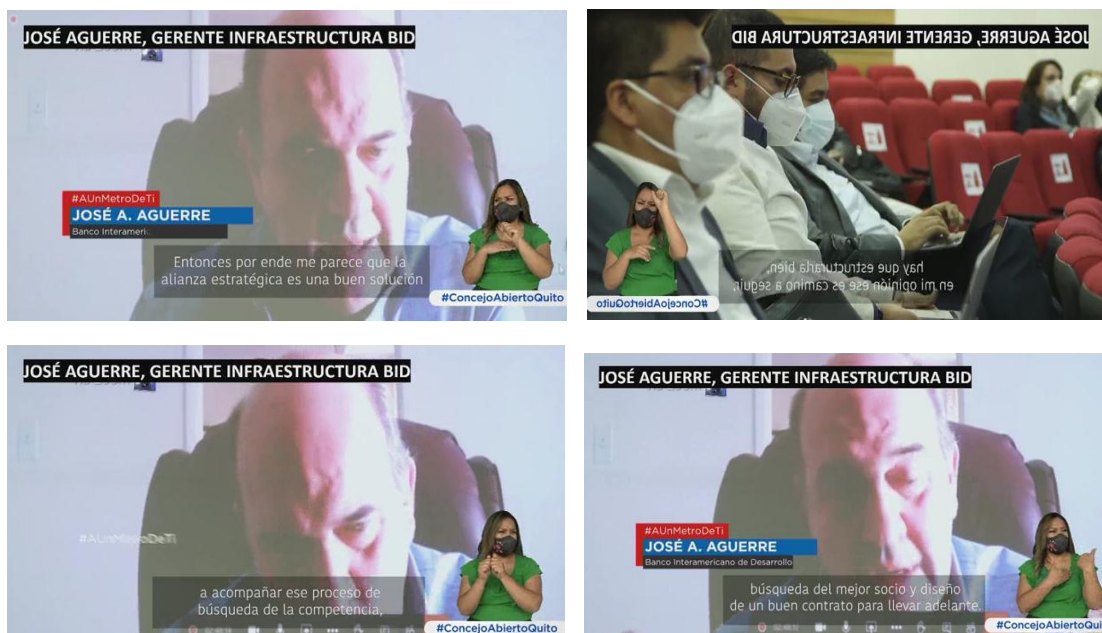 JOSÉ AGUERRE, GERENTE INFRAESTRUCTURA BID
#AUnMetroDeTi
JOSÉ A. AGUERRE
Banco Interameri
Entonces por ende me parece que la
alianza estratégica es una buen solución
#ConcejoAbiertoQuito
JOSÉ AGUERRE, GERENTE INFRAESTRUCTURA BID
hay que estructurarla bien,
en mi opinión ese es camino a seguir,
#ConcejoAbiertoQuito
JOSÉ AGUERRE, GERENTE INFRAESTRUCTURA BID
#AUnMetroDeTi
a acompañar ese proceso de
búsqueda de la competencia,
#ConcejoAbiertoQuito
JOSÉ AGUERRE, GERENTE INFRAESTRUCTURA BID
#AUnMetroDeTi
JOSÉ A. AGUERRE
Banco Interamericano de Desarrollo
búsqueda del mejor socio y diseño
de un buen contrato para llevar adelante.
#ConcejoAbiertoQui